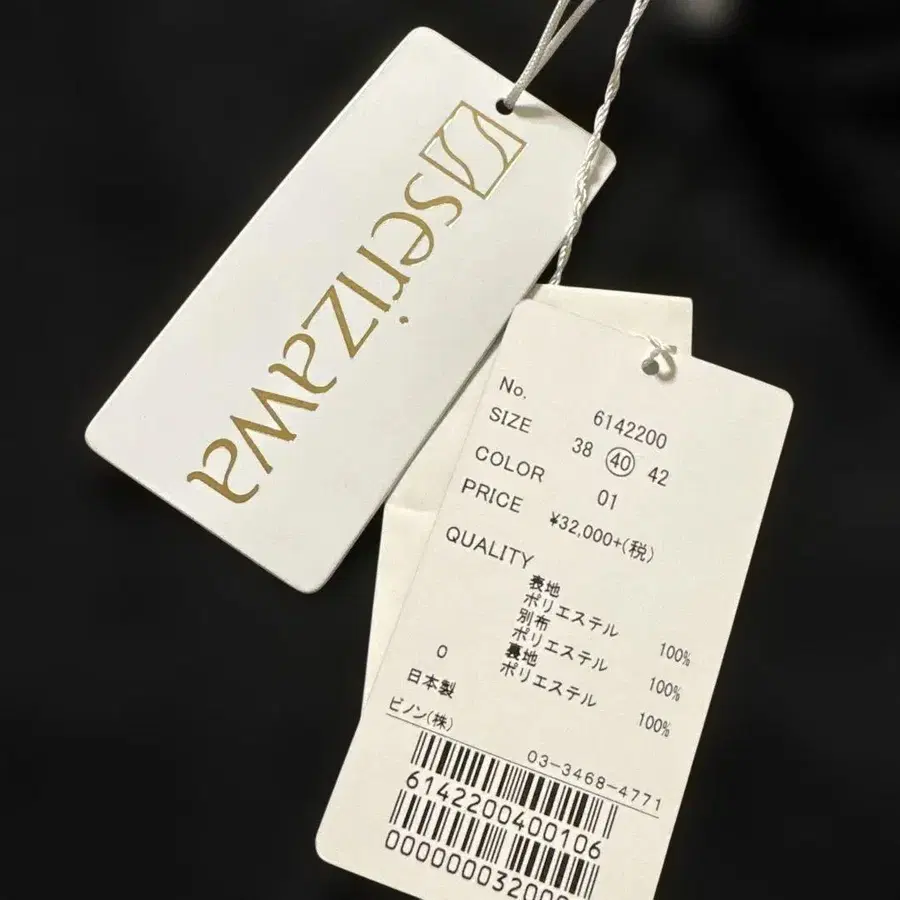 serizawa
No. 6142200
SIZE 38 40 42
COLOR 01
PRICE ¥32,000+(税)
QUALITY
表地
ポリエステル 100%
別布
ポリエステル 100%
裏地
ポリエステル 100%
0
日本製
ビノン(株)
03-3468-4771
6142200400106